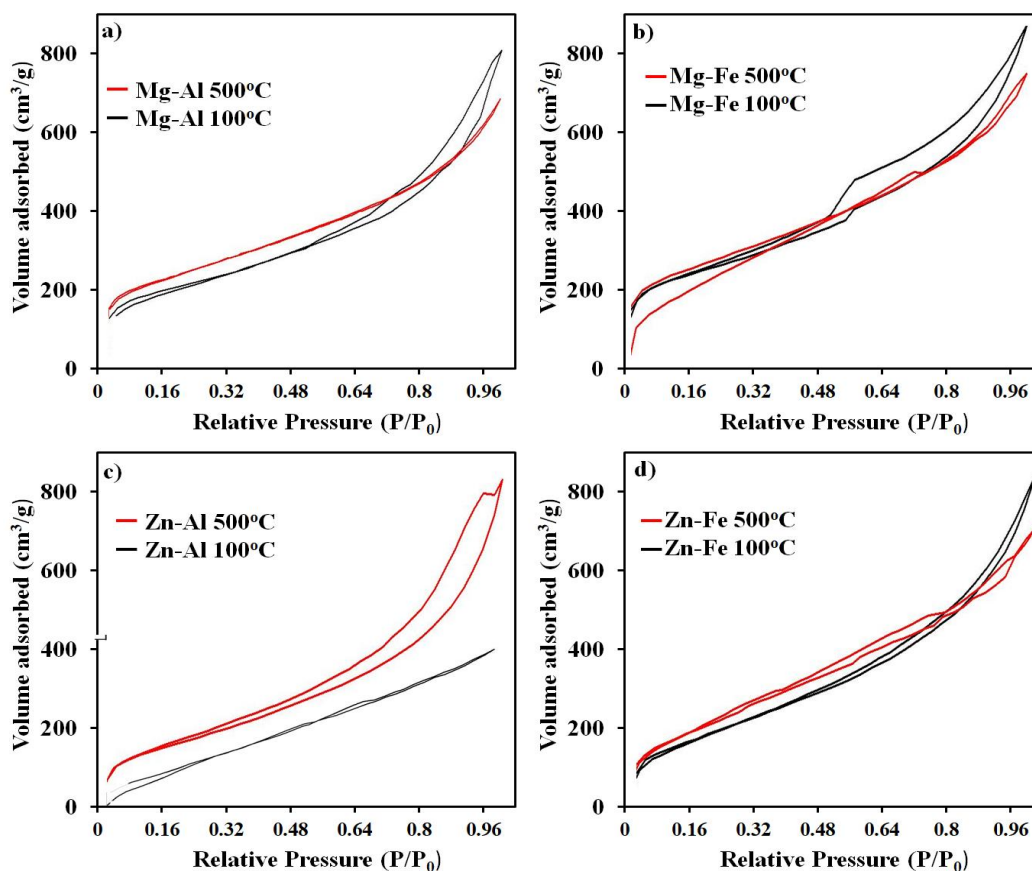 a)
Mg-Al 500°C
Mg-Al 100°C
Volume adsorbed (cm³/g)
800
600
400
200
0
0 0.16 0.32 0.48 0.64 0.8 0.96
Relative Pressure (P/P₀)
b)
Mg-Fe 500°C
Mg-Fe 100°C
Volume adsorbed (cm³/g)
800
600
400
200
0
0 0.16 0.32 0.48 0.64 0.8 0.96
Relative Pressure (P/P₀)
c)
Zn-Al 500°C
Zn-Al 100°C
Volume adsorbed (cm³/g)
800
600
400
200
0
0 0.16 0.32 0.48 0.64 0.8 0.96
Relative Pressure (P/P₀)
d)
Zn-Fe 500°C
Zn-Fe 100°C
Volume adsorbed (cm³/g)
800
600
400
200
0
0 0.16 0.32 0.48 0.64 0.8 0.96
Relative Pressure (P/P₀)